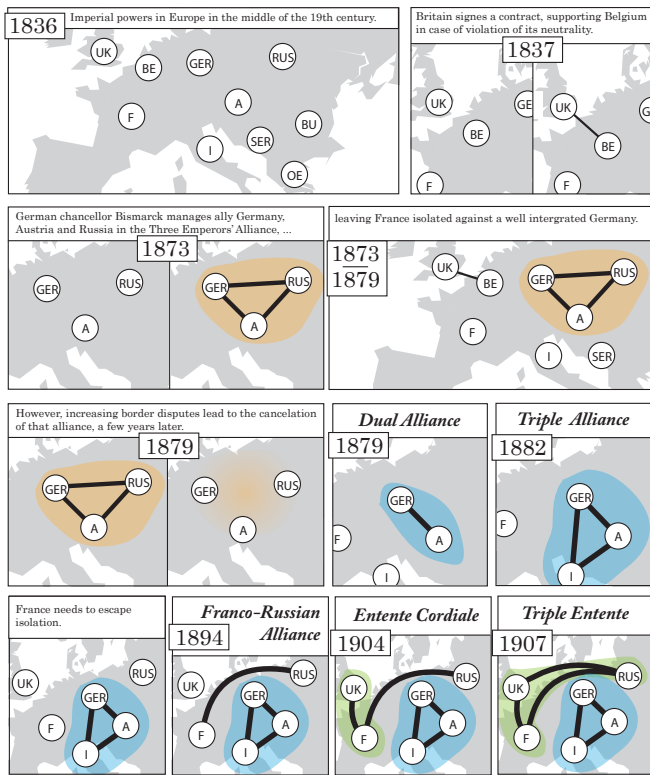 1836
Imperial powers in Europe in the middle of the 19th century.
UK
BE
GER
RUS
F
A
BU
SER
I
OE
Britain signes a contract, supporting Belgium
in case of violation of its neutrality.
1837
UK
GE
BE
F
UK
G
BE
F
German chancellor Bismarck manages ally Germany,
Austria and Russia in the Three Emperors' Alliance, ...
1873
GER
RUS
A
GER
RUS
A
leaving France isolated against a well intergrated Germany.
1873
1879
UK
BE
GER
RUS
F
A
I
SER
However, increasing border disputes lead to the cancelation
of that alliance, a few years later.
1879
GER
RUS
A
GER
RUS
A
Dual Alliance
1879
GER
F
A
I
Triple Alliance
1882
GER
F
A
I
France needs to escape
isolation.
UK
RUS
GER
F
A
I
Franco-Russian
Alliance
1894
UK
RUS
GER
F
A
I
Entente Cordiale
1904
UK
RUS
GER
F
A
I
Triple Entente
1907
UK
RUS
GER
F
A
I